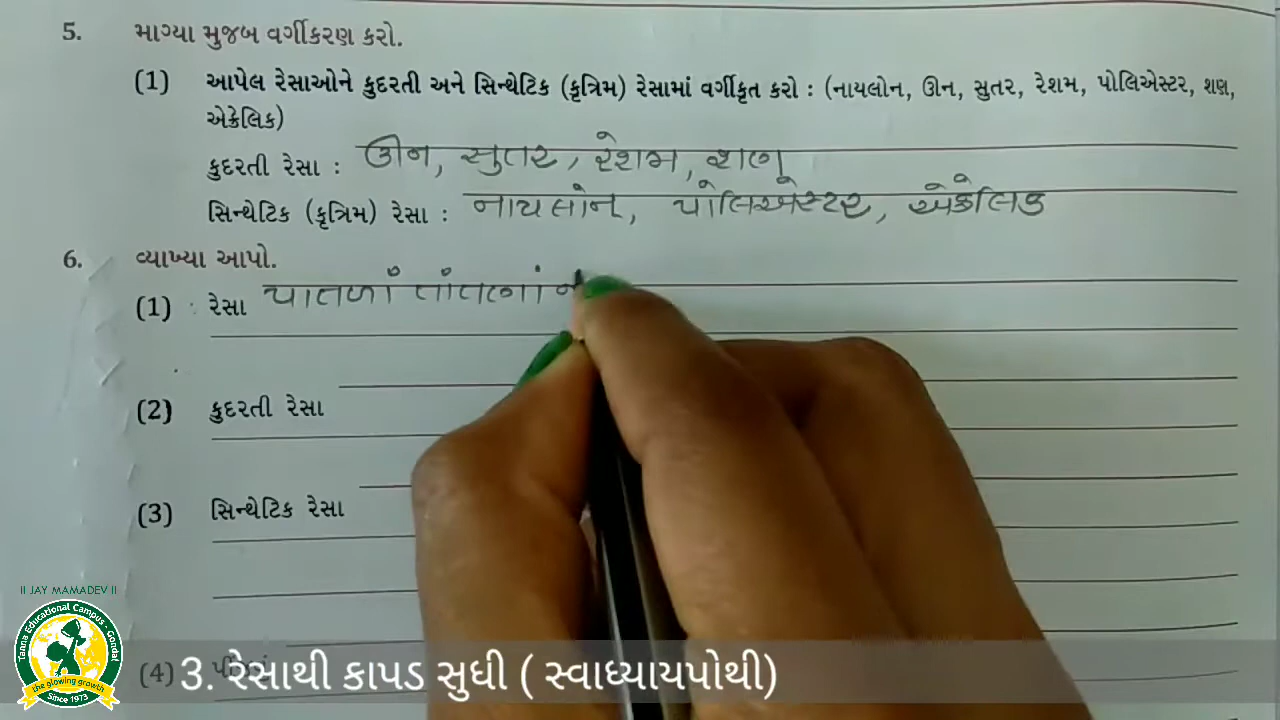 5. માગ્યા મુજબ વર્ગીકરણ કરો.
(1) આપેલ રેસાઓને કુદરતી અને સિન્થેટિક (કૃત્રિમ) રેસામાં વર્ગીકૃત કરો : (નાયલોન, ઊન, સુતર, રેશમ, પોલિએસ્ટર, શણ,
એક્રેલિક)
કુદરતી રેસા : ઊન, સુતર, રેશમ, શણ
સિન્થેટિક (કૃત્રિમ) રેસા : નાયલોન, પોલિએસ્ટર, એક્રેલિક
6. વ્યાખ્યા આપો.
(1) રેસા પાતળાં તાંતણાં
(2) કુદરતી રેસા
(3) સિન્થેટિક રેસા
(4)
II JAY MAMADEV II
Tanna Educational Campus - Gondal
the glowing growth
Since 1973
3. રેસાથી કાપડ સુધી ( સ્વાધ્યાયપોથી)